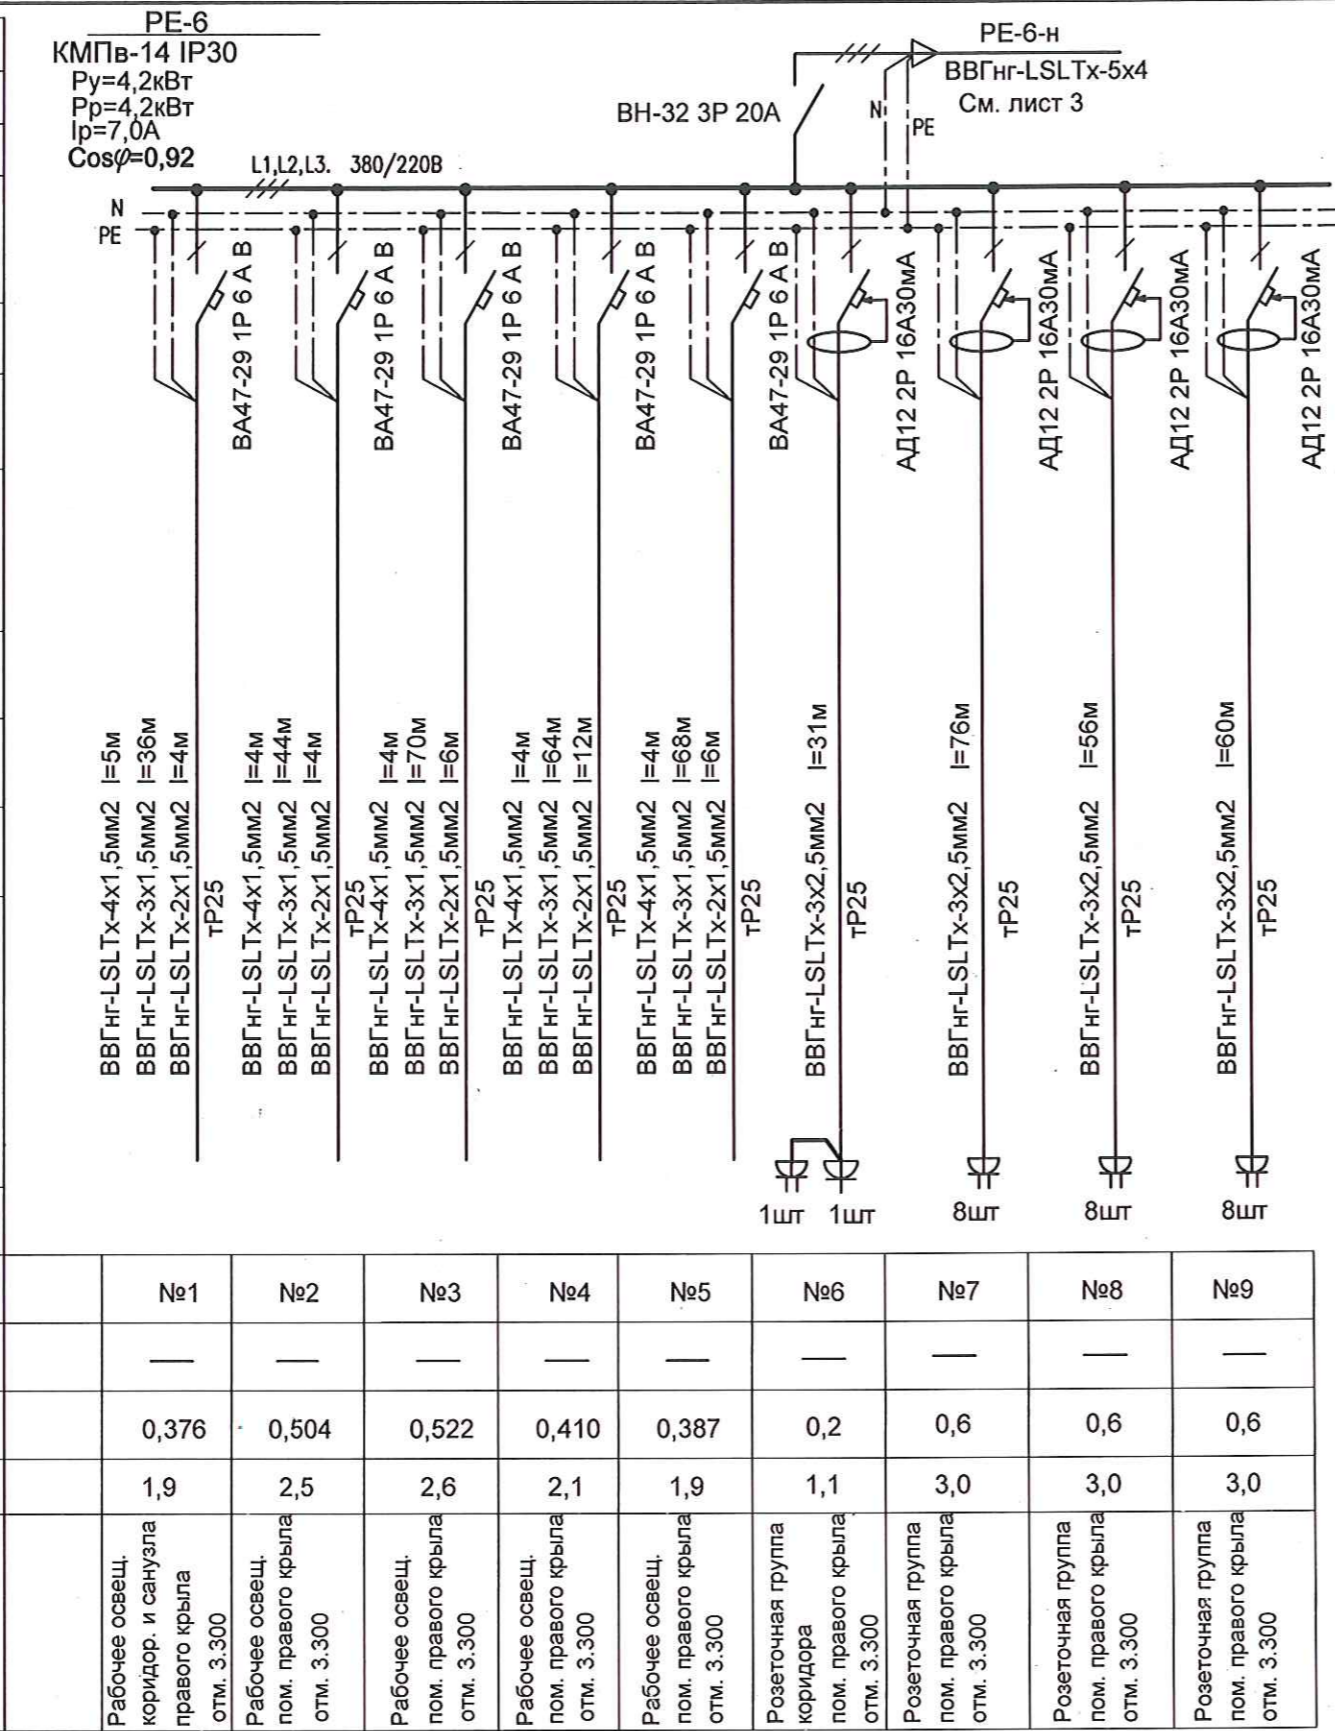 РЕ-6
КМПв-14 IP30
Ру=4,2кВт
Рр=4,2кВт
Iр=7,0А
Cosφ=0,92
L1,L2,L3. 380/220В
N
PE
ВН-32 3Р 20А
РЕ-6-н
ВВГнг-LSLTx-5x4
См. лист 3
N
PE
ВА47-29 1Р 6 А В
ВА47-29 1Р 6 А В
ВА47-29 1Р 6 А В
ВА47-29 1Р 6 А В
ВА47-29 1Р 6 А В
АД12 2Р 16А30мА
АД12 2Р 16А30мА
АД12 2Р 16А30мА
АД12 2Р 16А30мА
ВВГнг-LSLTx-4x1,5мм2 l=5м
ВВГнг-LSLTx-3x1,5мм2 l=36м
ВВГнг-LSLTx-2x1,5мм2 l=4м
тР25
ВВГнг-LSLTx-4x1,5мм2 l=4м
ВВГнг-LSLTx-3x1,5мм2 l=44м
ВВГнг-LSLTx-2x1,5мм2 l=4м
тР25
ВВГнг-LSLTx-4x1,5мм2 l=4м
ВВГнг-LSLTx-3x1,5мм2 l=70м
ВВГнг-LSLTx-2x1,5мм2 l=6м
тР25
ВВГнг-LSLTx-4x1,5мм2 l=4м
ВВГнг-LSLTx-3x1,5мм2 l=64м
ВВГнг-LSLTx-2x1,5мм2 l=12м
тР25
ВВГнг-LSLTx-4x1,5мм2 l=4м
ВВГнг-LSLTx-3x1,5мм2 l=68м
ВВГнг-LSLTx-2x1,5мм2 l=6м
тР25
ВВГнг-LSLTx-3x2,5мм2 l=31м
тР25
ВВГнг-LSLTx-3x2,5мм2 l=76м
тР25
ВВГнг-LSLTx-3x2,5мм2 l=56м
тР25
ВВГнг-LSLTx-3x2,5мм2 l=60м
тР25
1шт 1шт 8шт 8шт 8шт
№1 №2 №3 №4 №5 №6 №7 №8 №9
— — — — — — — — —
0,376 0,504 0,522 0,410 0,387 0,2 0,6 0,6 0,6
1,9 2,5 2,6 2,1 1,9 1,1 3,0 3,0 3,0
Рабочее освещ.
коридор. и санузла
правого крыла
отм. 3.300
Рабочее освещ.
пом. правого крыла
отм. 3.300
Рабочее освещ.
пом. правого крыла
отм. 3.300
Рабочее освещ.
пом. правого крыла
отм. 3.300
Рабочее освещ.
пом. правого крыла
отм. 3.300
Розеточная группа
коридора
пом. правого крыла
отм. 3.300
Розеточная группа
пом. правого крыла
отм. 3.300
Розеточная группа
пом. правого крыла
отм. 3.300
Розеточная группа
пом. правого крыла
отм. 3.300